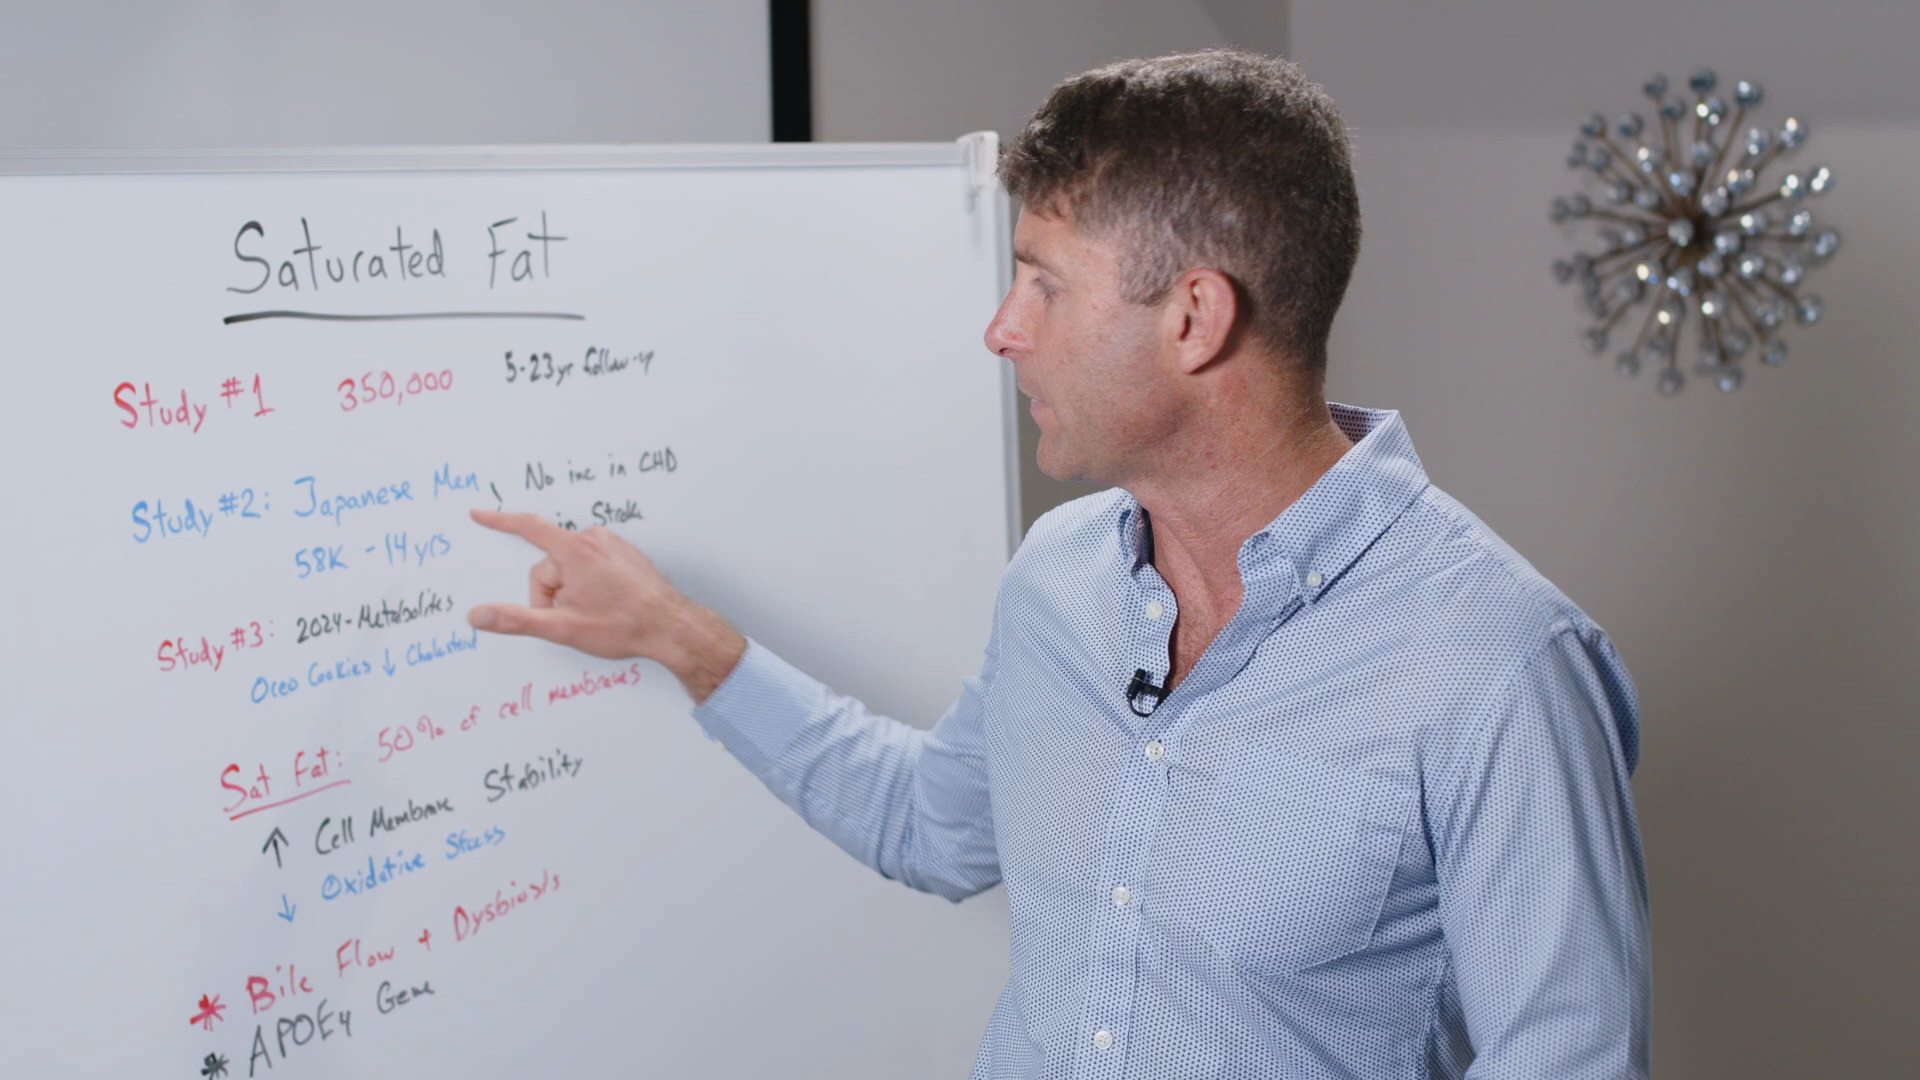 Saturated Fat
Study #1 350,000 5-23yr follow-up
Study #2: Japanese Men No inc in CHD
58K - 14yrs in Stroke
Study #3: 2024-Metabolites
Oreo Cookies ↓ Cholesterol
Sat Fat: 50% of cell membranes
↑ Cell Membrane Stability
↓ Oxidative Stress
* Bile Flow + Dysbiosis
* APOE4 Gene